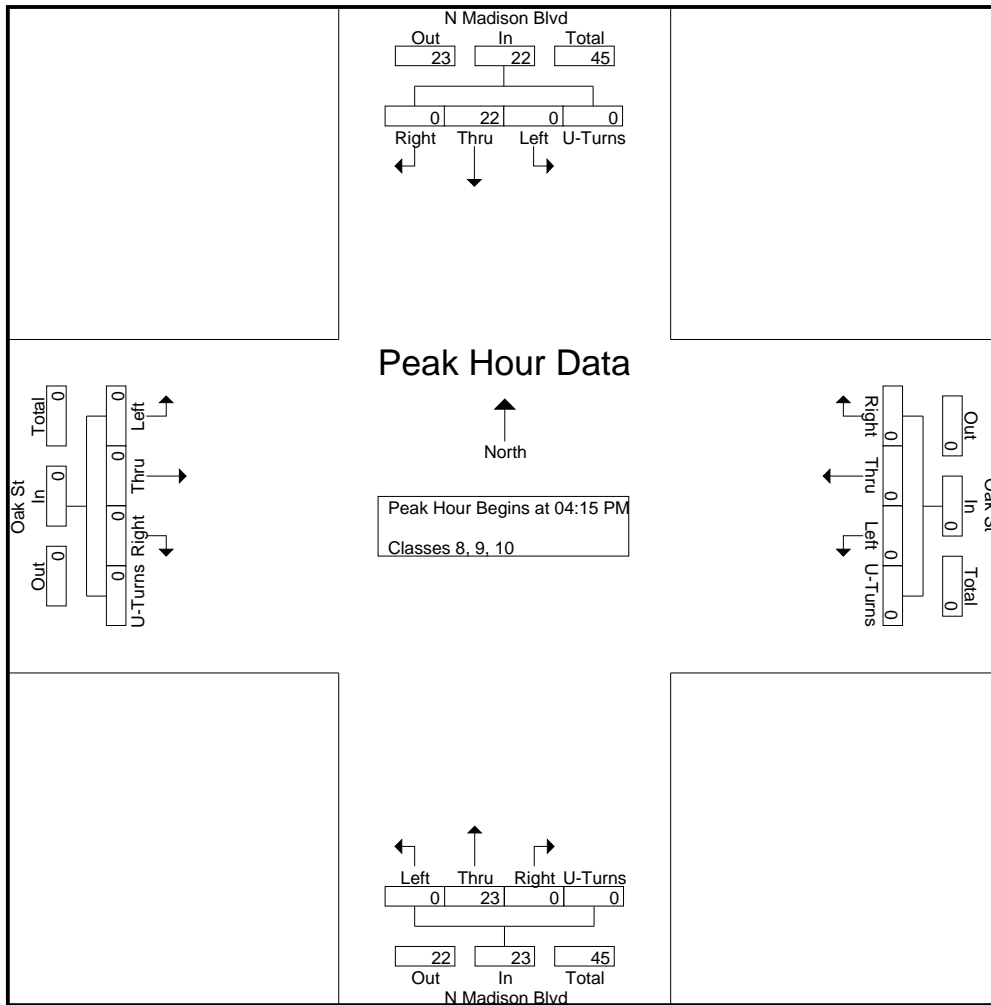 N Madison Blvd
Out In Total
23 22 45
0 22 0 0
Right Thru Left U-Turns
Peak Hour Data
North
Peak Hour Begins at 04:15 PM
Classes 8, 9, 10
Oak St
Out In Total
0 0 0
0 0 0 0
U-Turns Right Thru Left
Oak St
Out In Total
0 0 0
0 0 0 0
Right Thru Left U-Turns
Left Thru Right U-Turns
0 23 0 0
22 23 45
Out In Total
N Madison Blvd